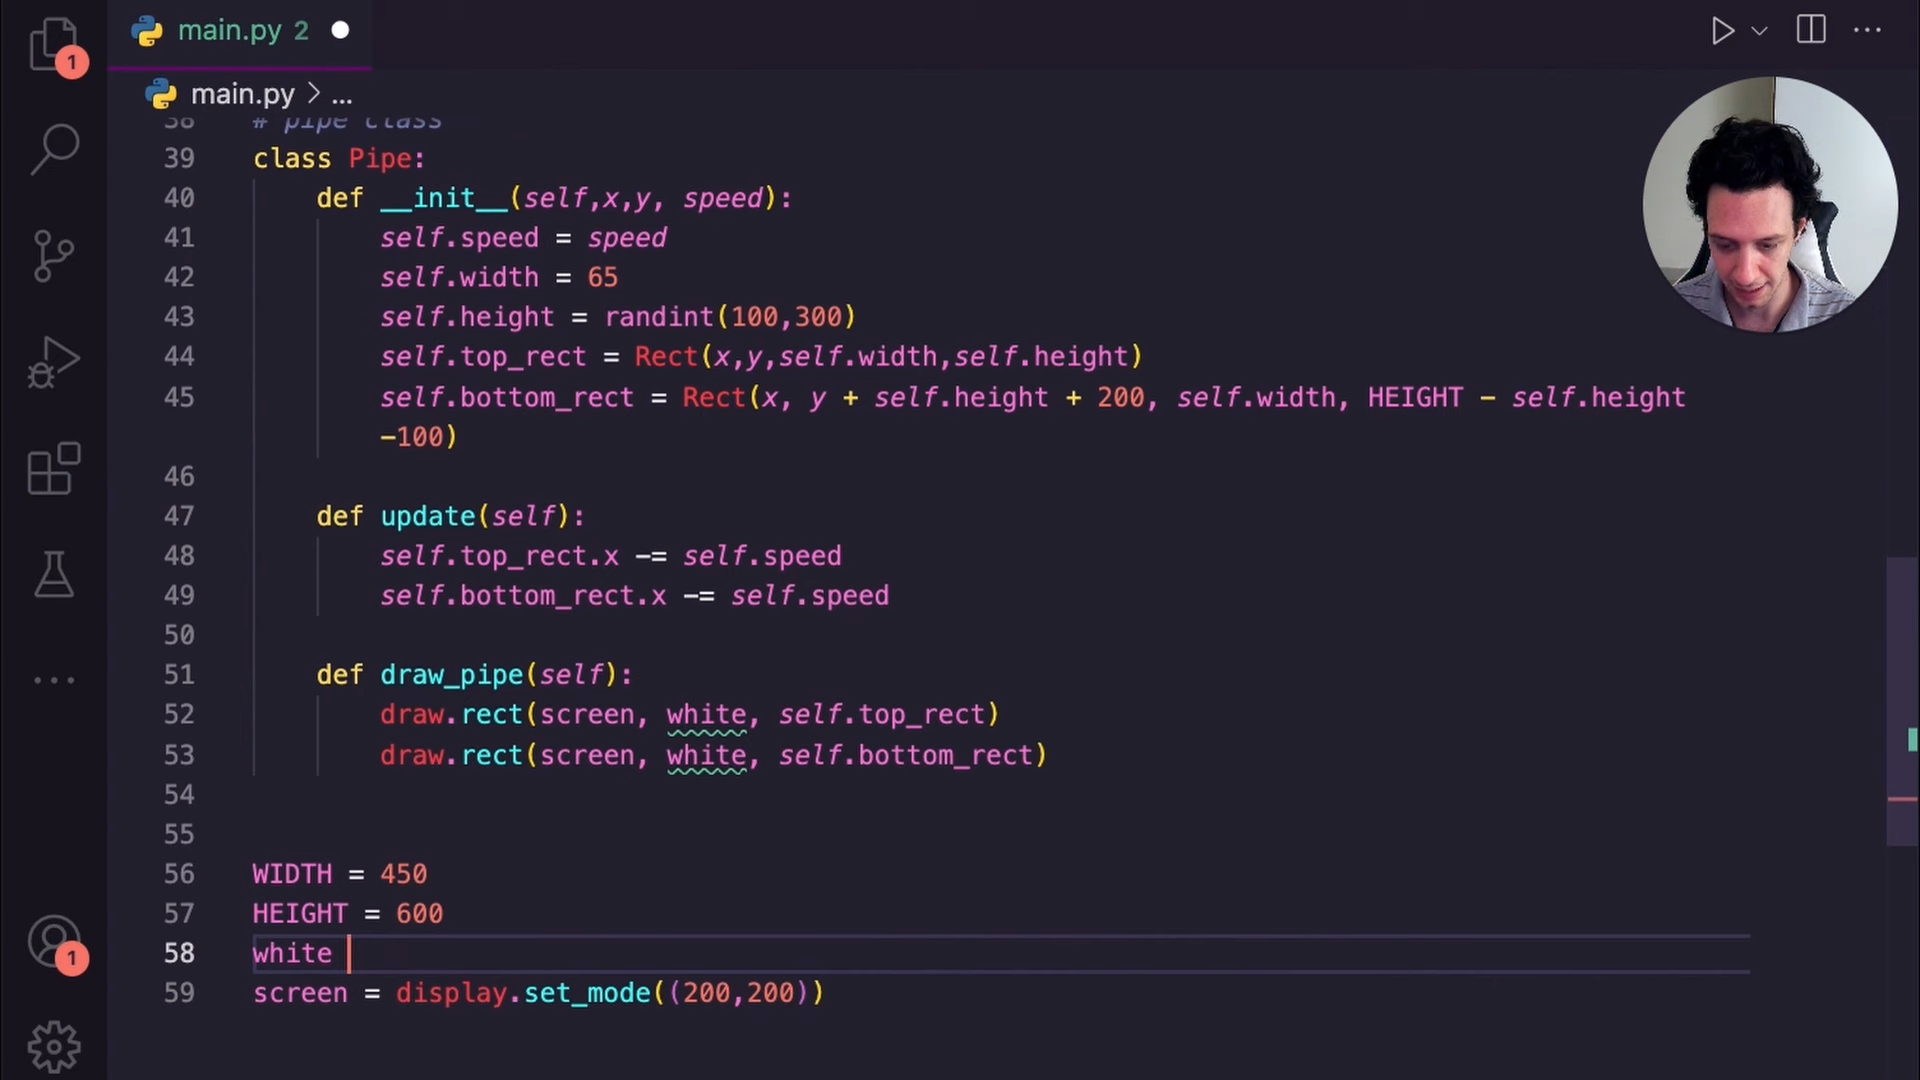 1
main.py 2
main.py > ...
38 # pipe class
39 class Pipe:
40 def __init__(self,x,y, speed):
41 self.speed = speed
42 self.width = 65
43 self.height = randint(100,300)
44 self.top_rect = Rect(x,y,self.width,self.height)
45 self.bottom_rect = Rect(x, y + self.height + 200, self.width, HEIGHT - self.height
-100)
46
47 def update(self):
48 self.top_rect.x -= self.speed
49 self.bottom_rect.x -= self.speed
50
51 def draw_pipe(self):
52 draw.rect(screen, white, self.top_rect)
53 draw.rect(screen, white, self.bottom_rect)
54
55
56 WIDTH = 450
57 HEIGHT = 600
58 white
59 screen = display.set_mode((200,200))
1